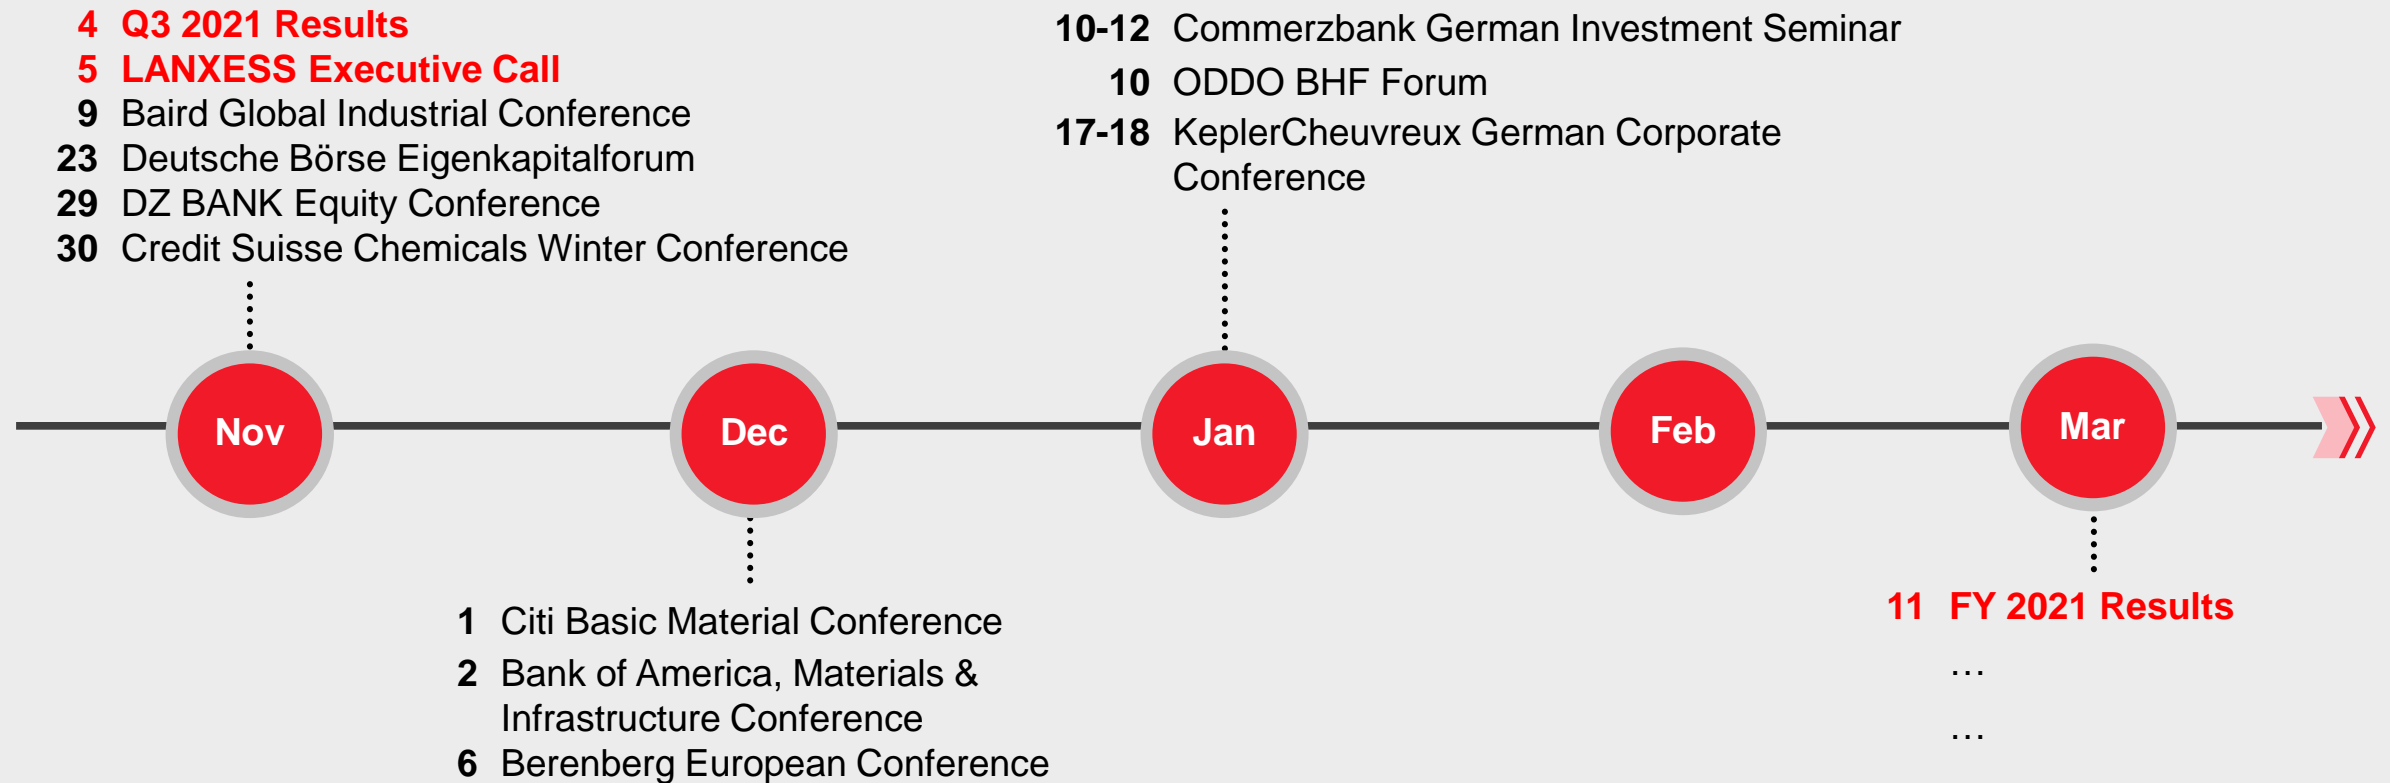 4 Q3 2021 Results
5 LANXESS Executive Call
9 Baird Global Industrial Conference
23 Deutsche Börse Eigenkapitalforum
29 DZ BANK Equity Conference
30 Credit Suisse Chemicals Winter Conference
10-12 Commerzbank German Investment Seminar
10 ODDO BHF Forum
17-18 KeplerCheuvreux German Corporate
Conference
Nov
Dec
Jan
Feb
Mar
1 Citi Basic Material Conference
2 Bank of America, Materials &
Infrastructure Conference
6 Berenberg European Conference
11 FY 2021 Results
…
…